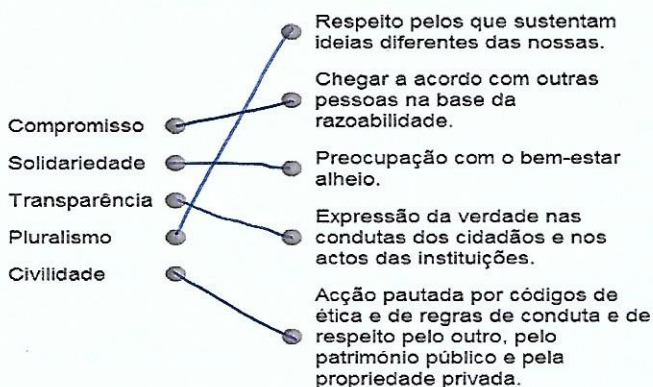 Compromisso
Solidariedade
Transparência
Pluralismo
Civilidade
Respeito pelos que sustentam
ideias diferentes das nossas.
Chegar a acordo com outras
pessoas na base da
razoabilidade.
Preocupação com o bem-estar
alheio.
Expressão da verdade nas
condutas dos cidadãos e nos
actos das instituições.
Acção pautada por códigos de
ética e de regras de conduta e de
respeito pelo outro, pelo
património público e pela
propriedade privada.